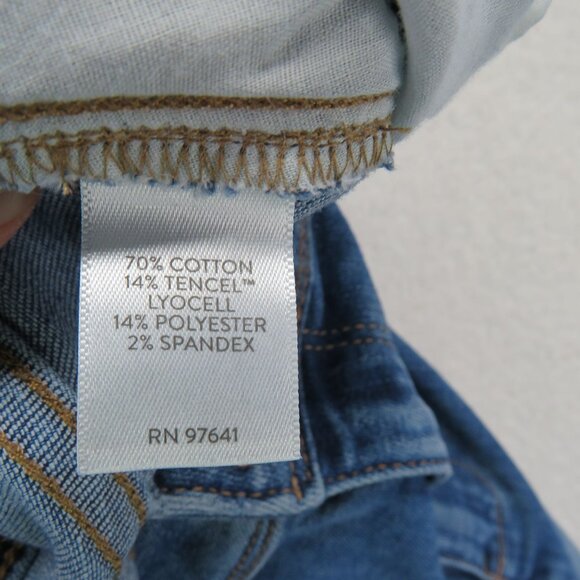 70% COTTON
14% TENCEL™
LYOCELL
14% POLYESTER
2% SPANDEX
RN 97641